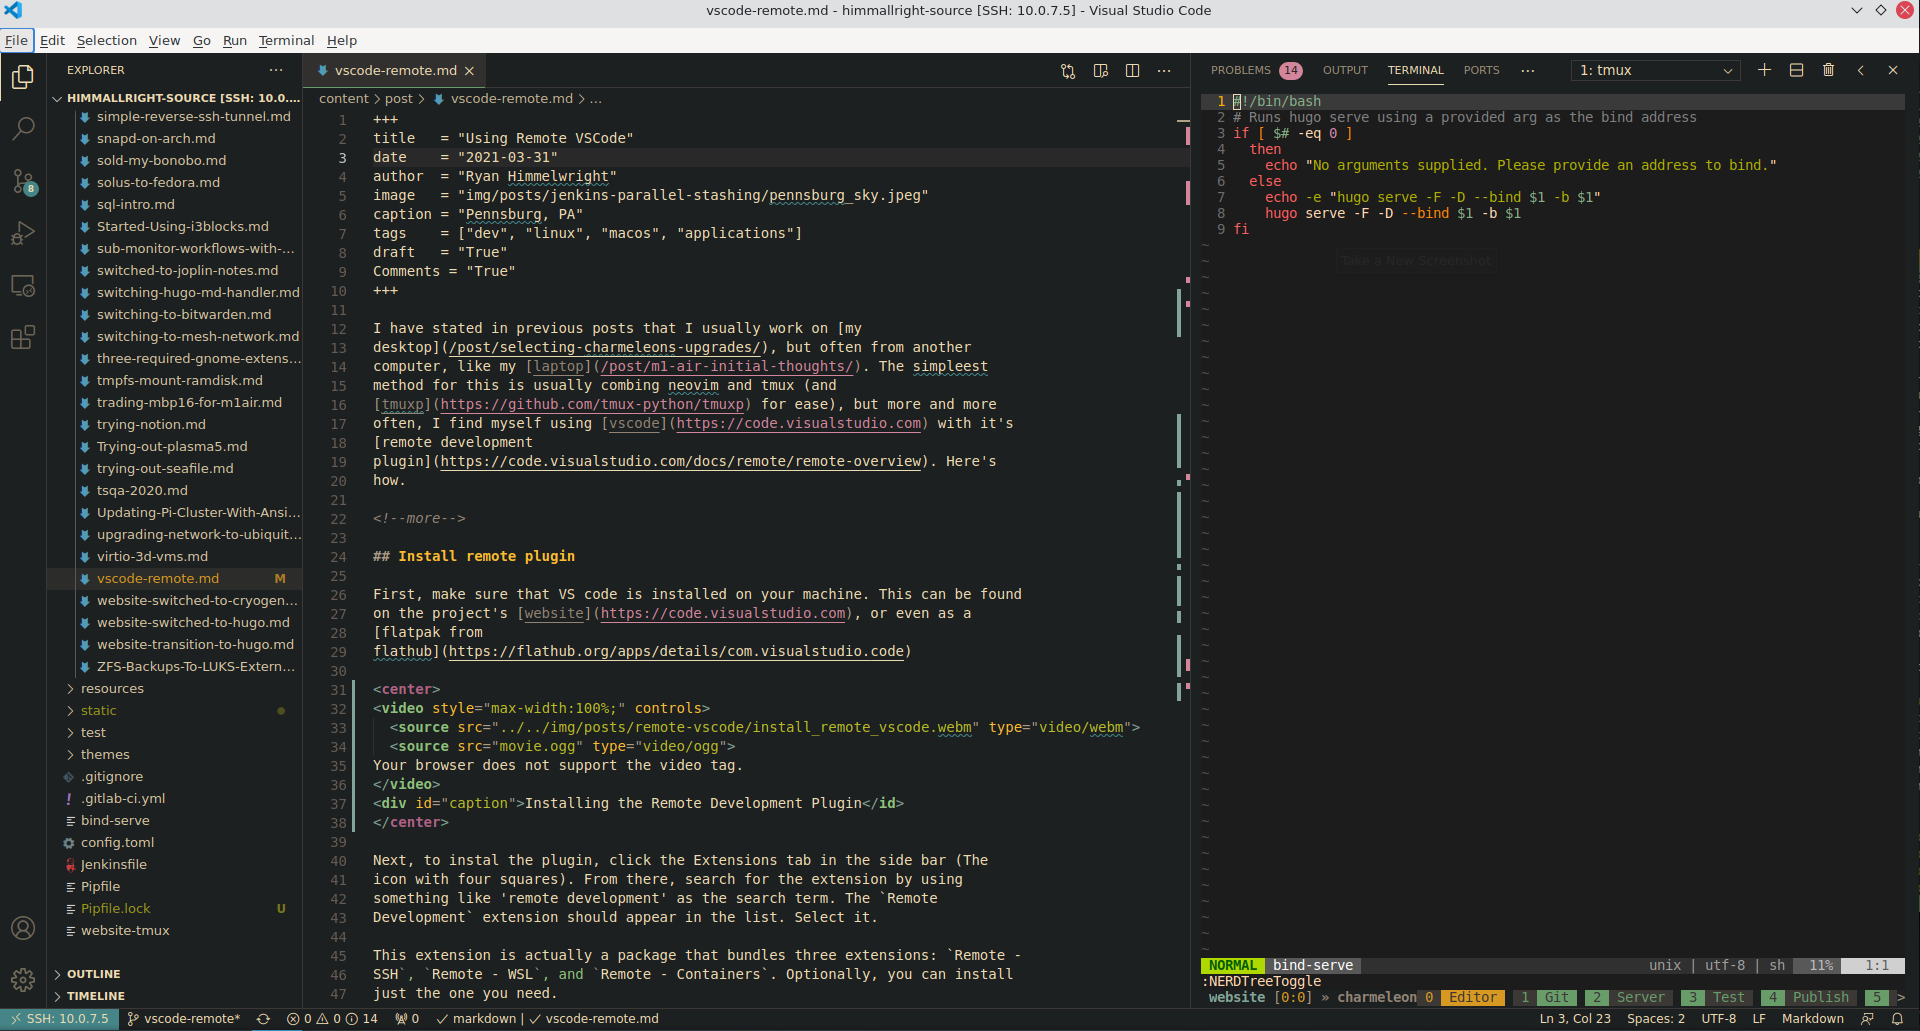 vscode-remote.md - himmallright-source [SSH: 10.0.7.5] - Visual Studio Code
File Edit Selection View Go Run Terminal Help
EXPLORER
HIMMALLRIGHT-SOURCE [SSH: 10.0....
simple-reverse-ssh-tunnel.md
snapd-on-arch.md
sold-my-bonobo.md
solus-to-fedora.md
sql-intro.md
Started-Using-i3blocks.md
sub-monitor-workflows-with-...
switched-to-joplin-notes.md
switching-hugo-md-handler.md
switching-to-bitwarden.md
switching-to-mesh-network.md
three-required-gnome-extens...
tmpfs-mount-ramdisk.md
trading-mbp16-for-m1air.md
trying-notion.md
Trying-out-plasma5.md
trying-out-seafile.md
tsqa-2020.md
Updating-Pi-Cluster-With-Ansi...
upgrading-network-to-ubiquit...
virtio-3d-vms.md
vscode-remote.md M
website-switched-to-cryogen...
website-switched-to-hugo.md
website-transition-to-hugo.md
ZFS-Backups-To-LUKS-Extern...
resources
static
test
themes
.gitignore
.gitlab-ci.yml
bind-serve
config.toml
Jenkinsfile
Pipfile
Pipfile.lock U
website-tmux
OUTLINE
TIMELINE
8
vscode-remote.md
content > post > vscode-remote.md > ...
1 +++
2 title   = "Using Remote VSCode"
3 date    = "2021-03-31"
4 author  = "Ryan Himmelwright"
5 image   = "img/posts/jenkins-parallel-stashing/pennsburg_sky.jpeg"
6 caption = "Pennsburg, PA"
7 tags    = ["dev", "linux", "macos", "applications"]
8 draft   = "True"
9 Comments = "True"
10 +++
11
12 I have stated in previous posts that I usually work on [my
13 desktop](/post/selecting-charmeleons-upgrades/), but often from another
14 computer, like my [laptop](/post/m1-air-initial-thoughts/). The simpleest
15 method for this is usually combing neovim and tmux (and
16 [tmuxp](https://github.com/tmux-python/tmuxp) for ease), but more and more
17 often, I find myself using [vscode](https://code.visualstudio.com) with it's
18 [remote development
19 plugin](https://code.visualstudio.com/docs/remote/remote-overview). Here's
20 how.
21
22 <!--more-->
23
24 ## Install remote plugin
25
26 First, make sure that VS code is installed on your machine. This can be found
27 on the project's [website](https://code.visualstudio.com), or even as a
28 [flatpak from
29 flathub](https://flathub.org/apps/details/com.visualstudio.code)
30
31 <center>
32 <video style="max-width:100%;" controls>
33   <source src="../../img/posts/remote-vscode/install_remote_vscode.webm" type="video/webm">
34   <source src="movie.ogg" type="video/ogg">
35 Your browser does not support the video tag.
36 </video>
37 <div id="caption">Installing the Remote Development Plugin</id>
38 </center>
39
40 Next, to instal the plugin, click the Extensions tab in the side bar (The
41 icon with four squares). From there, search for the extension by using
42 something like 'remote development' as the search term. The `Remote
43 Development` extension should appear in the list. Select it.
44
45 This extension is actually a package that bundles three extensions: `Remote -
46 SSH`, `Remote - WSL`, and `Remote - Containers`. Optionally, you can install
47 just the one you need.
PROBLEMS 14 OUTPUT TERMINAL PORTS ... 1: tmux
1 #!/bin/bash
2 # Runs hugo serve using a provided arg as the bind address
3 if [ $# -eq 0 ]
4   then
5     echo "No arguments supplied. Please provide an address to bind."
6   else
7     echo -e "hugo serve -F -D --bind $1 -b $1"
8     hugo serve -F -D --bind $1 -b $1
9 fi
Take a New Screenshot
NORMAL bind-serve unix | utf-8 | sh 11% 1:1
:NERDTreeToggle
website [0:0] » charmeleon 0 Editor 1 Git 2 Server 3 Test 4 Publish 5 >
SSH: 10.0.7.5 vscode-remote* 0 0 14 0 markdown | vscode-remote.md Ln 3, Col 23 Spaces: 2 UTF-8 LF Markdown